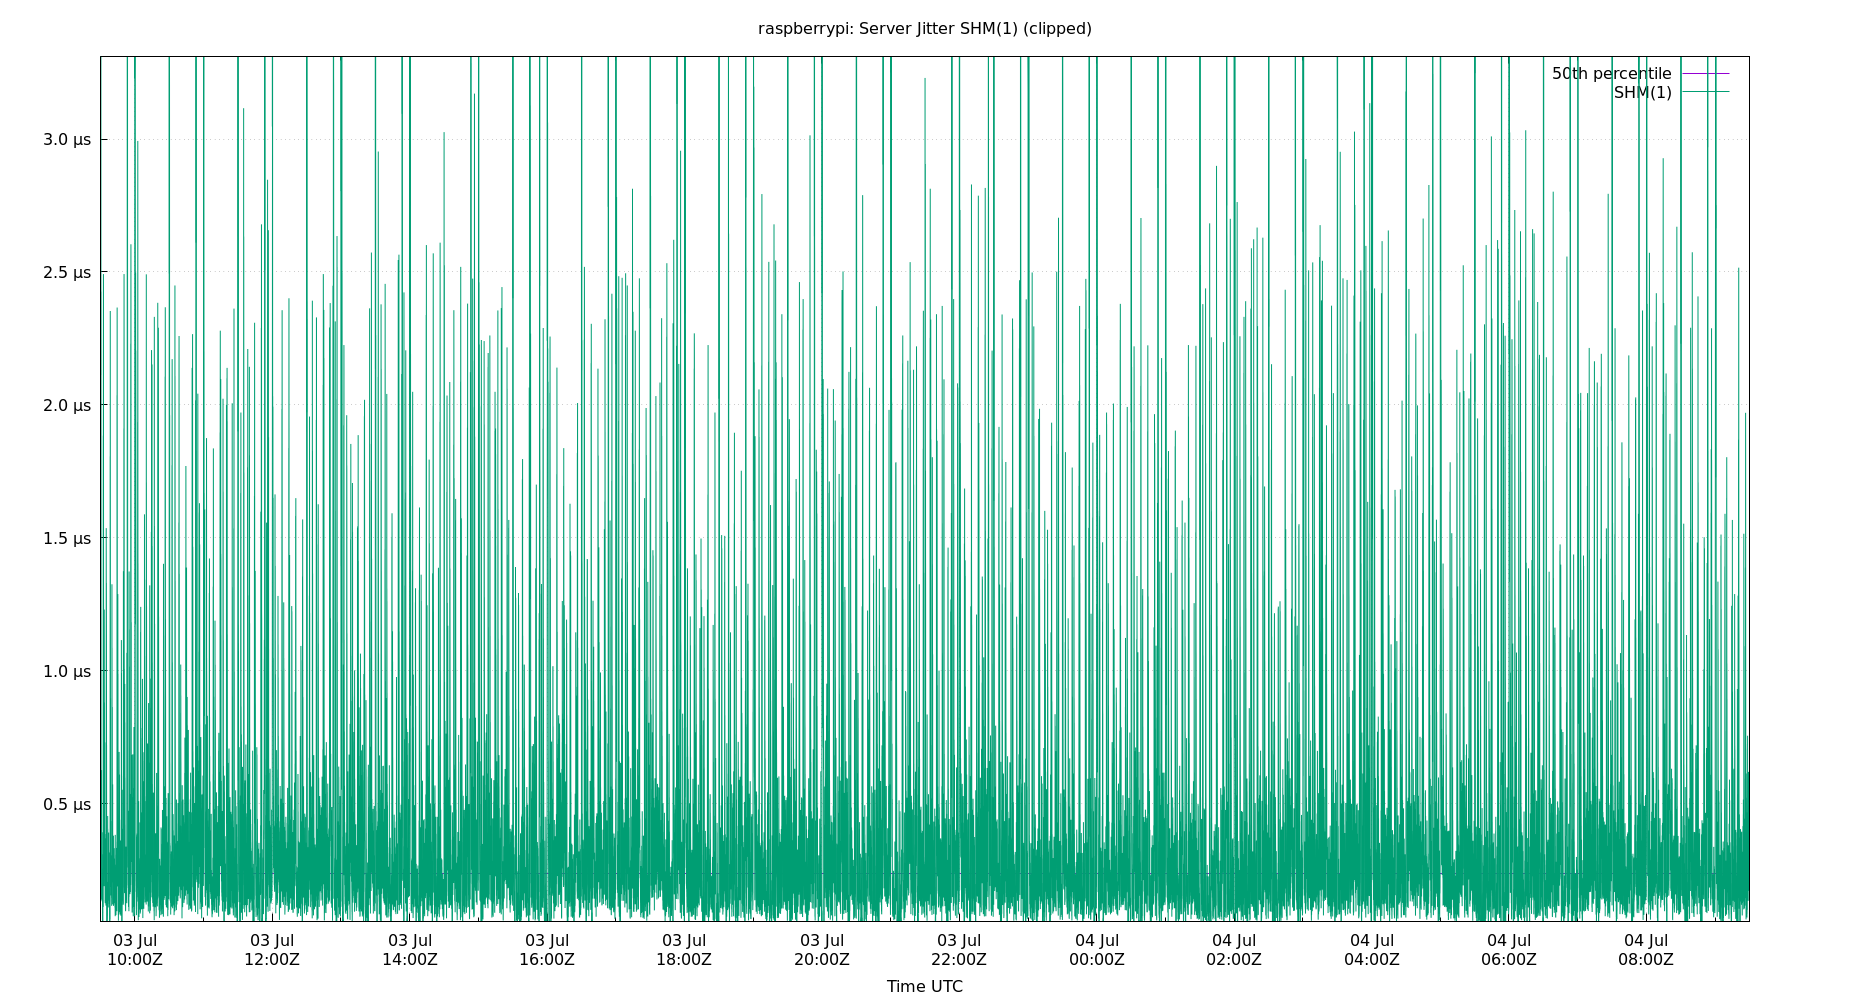 raspberrypi: Server Jitter SHM(1) (clipped)
50th percentile
SHM(1)
3.0 µs
2.5 µs
2.0 µs
1.5 µs
1.0 µs
0.5 µs
03 Jul 03 Jul 03 Jul 03 Jul 03 Jul 03 Jul 03 Jul 04 Jul 04 Jul 04 Jul 04 Jul 04 Jul
10:00Z 12:00Z 14:00Z 16:00Z 18:00Z 20:00Z 22:00Z 00:00Z 02:00Z 04:00Z 06:00Z 08:00Z
Time UTC